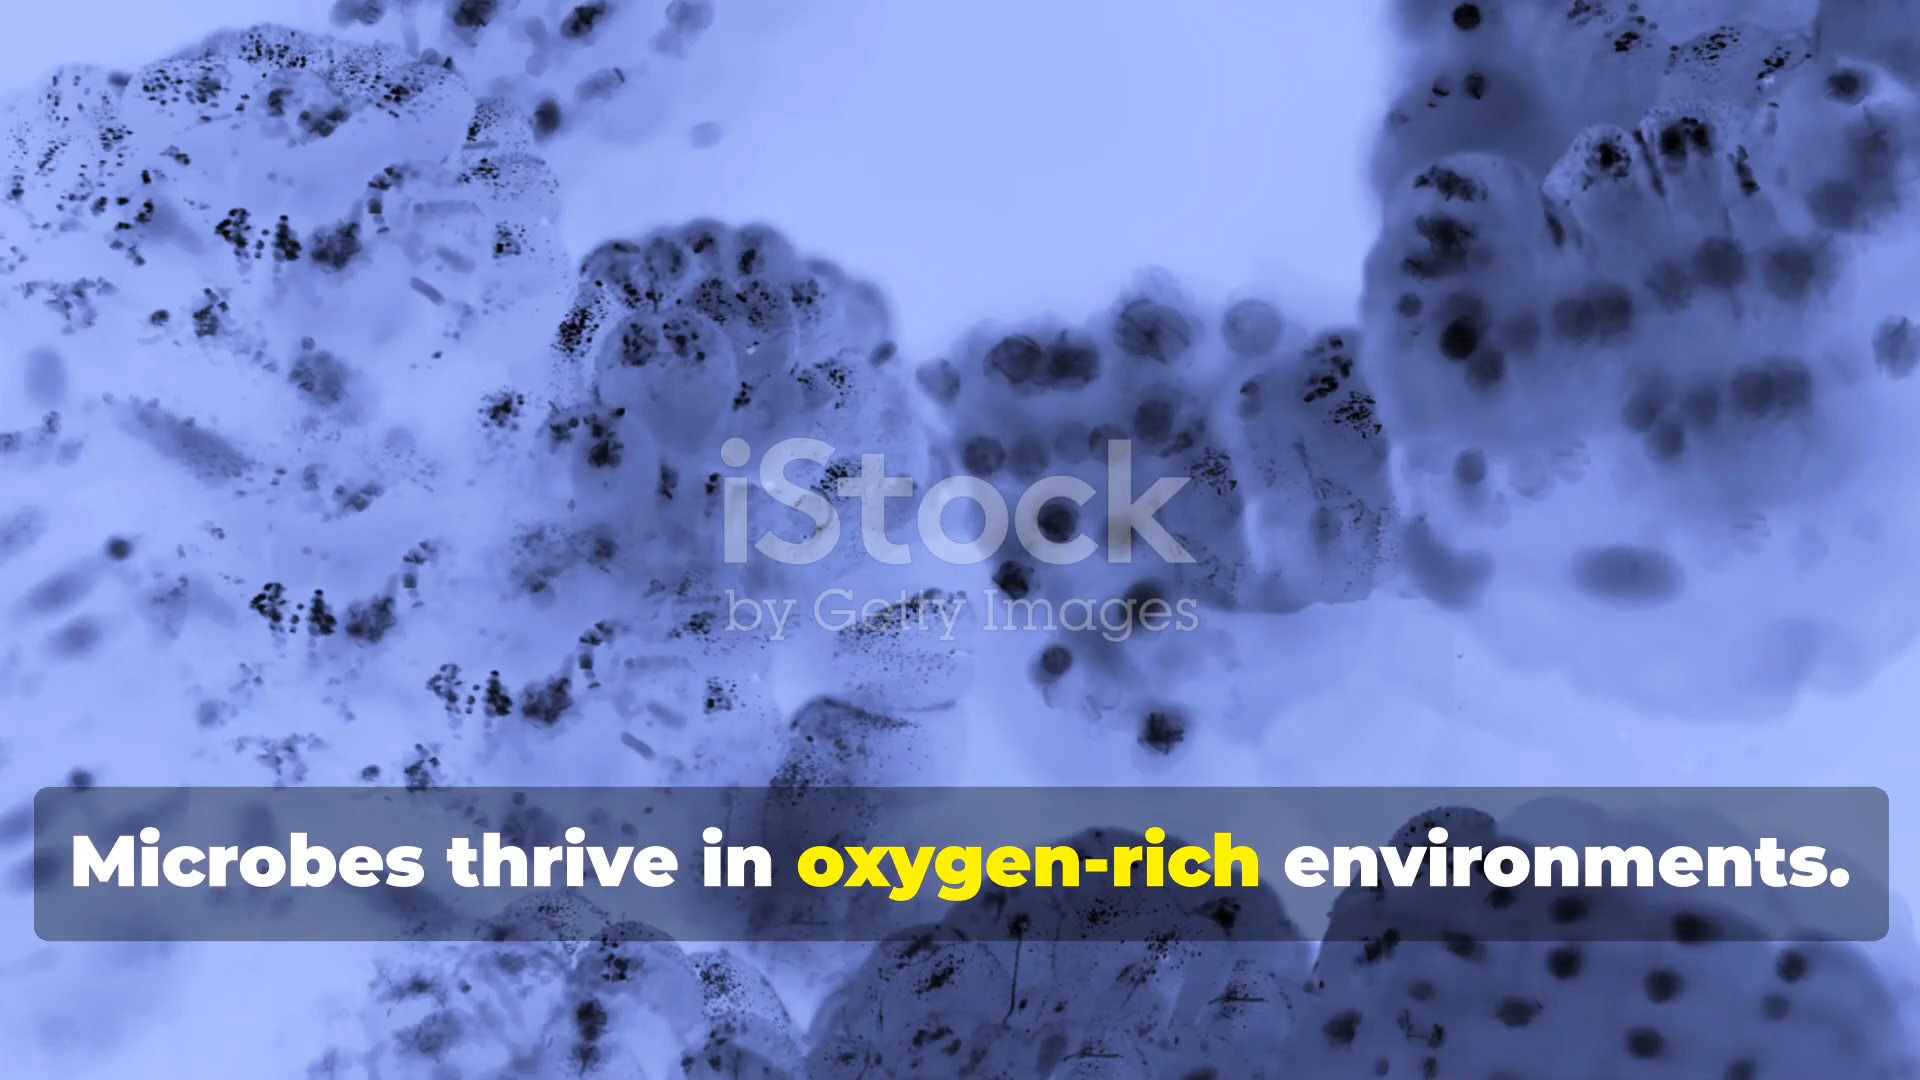 iStock
by Getty Images
Microbes thrive in oxygen-rich environments.